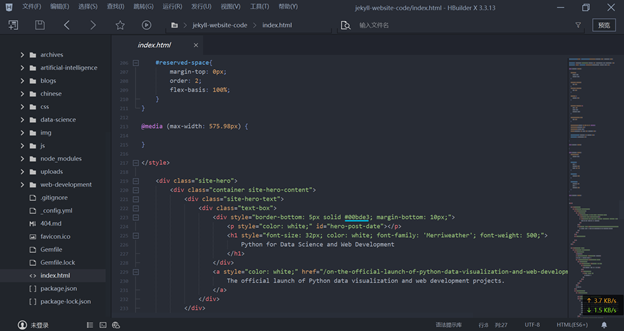 文件(F) 编辑(E) 选择(S) 查找(I) 跳转(G) 运行(R) 发行(U) 视图(V) 工具(T) 帮助(Y)
jekyll-website-code/index.html - HBuilder X 3.3.13
jekyll-website-code index.html
输入文件名
预览
index.html
archives
artificial-intelligence
blogs
chinese
css
data-science
img
js
node_modules
uploads
web-development
.gitignore
_config.yml
404.md
favicon.ico
Gemfile
Gemfile.lock
index.html
package.json
package-lock.json
#reserved-space{
margin-top: 0px;
order: 2;
flex-basis: 100%;
}
}
@media (max-width: 575.98px) {
}
</style>
<div class="site-hero">
<div class="container site-hero-content">
<div class="site-hero-text">
<div class="text-box">
<div style="border-bottom: 5px solid #00bde3; margin-bottom: 10px;">
<p style="color: white;" id="hero-post-date"></p>
<h1 style="font-size: 32px; color: white; font-family: 'Merriweather'; font-weight: 500;">
Python for Data Science and Web Development
</h1>
</div>
<a style="color: white;" href="/on-the-official-launch-of-python-data-visualization-and-web-develope
The official launch of Python data visualization and web development projects.
</a>
</div>
</div>
↑ 3.7 KB/s
↓ 1.5 KB/s
未登录
语法提示库
UTF-8
HTML(ES6+)